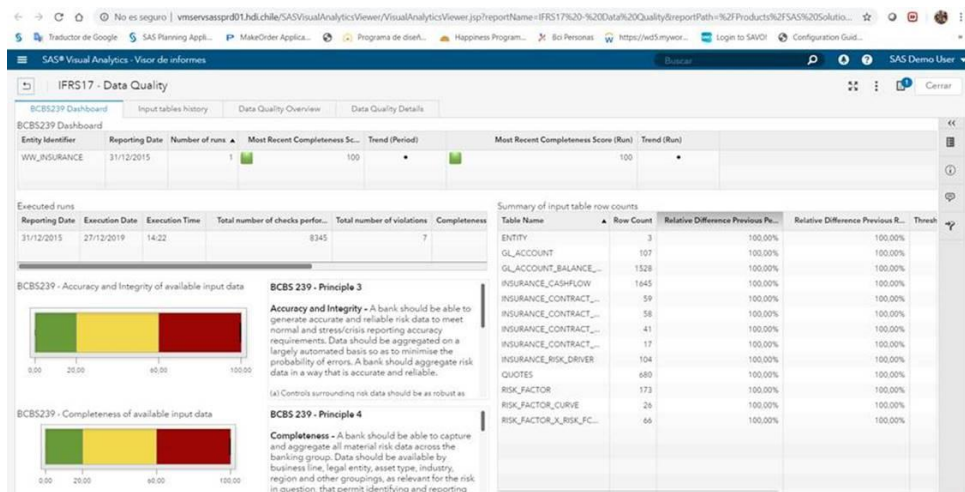 No es seguro | vmservsassprd01.hdi.chile/SASVisualAnalyticsViewer/VisualAnalyticsViewer.jsp?reportName=IFRS17%20-%20Data%20Quality&reportPath=%2FProducts%2FSAS%20Solutio...
Traductor de Google SAS Planning Appli... MakeOrder Applica... Programa de diseñ... Happiness Program... Bci Personas https://wd5.mywor... Login to SAVO! Configuration Guid...
SAS® Visual Analytics - Visor de informes Buscar SAS Demo User
IFRS17 - Data Quality 1 Cerrar
BCBS239 Dashboard Input tables history Data Quality Overview Data Quality Details
BCBS239 Dashboard
Entity Identifier Reporting Date Number of runs Most Recent Completeness Sc... Trend (Period) Most Recent Completeness Score (Run) Trend (Run)
WW_INSURANCE 31/12/2015 1 100 100
Executed runs
Reporting Date Execution Date Execution Time Total number of checks perfor... Total number of violations Completeness
31/12/2015 27/12/2019 14:22 8345 7
Summary of input table row counts
Table Name Row Count Relative Difference Previous Pe... Relative Difference Previous R... Thresh
ENTITY 3 100,00% 100,00%
GL_ACCOUNT 107 100,00% 100,00%
GL_ACCOUNT_BALANCE_... 1528 100,00% 100,00%
INSURANCE_CASHFLOW 1645 100,00% 100,00%
INSURANCE_CONTRACT_... 59 100,00% 100,00%
INSURANCE_CONTRACT_... 58 100,00% 100,00%
INSURANCE_CONTRACT_... 41 100,00% 100,00%
INSURANCE_CONTRACT_... 17 100,00% 100,00%
INSURANCE_RISK_DRIVER 104 100,00% 100,00%
QUOTES 680 100,00% 100,00%
RISK_FACTOR 173 100,00% 100,00%
RISK_FACTOR_CURVE 26 100,00% 100,00%
RISK_FACTOR_X_RISK_FC... 66 100,00% 100,00%
BCBS239 - Accuracy and Integrity of available input data
0,00 20,00 60,00 100,00
BCBS 239 - Principle 3
Accuracy and Integrity - A bank should be able to
generate accurate and reliable risk data to meet
normal and stress/crisis reporting accuracy
requirements. Data should be aggregated on a
largely automated basis so as to minimise the
probability of errors. A bank should aggregate risk
data in a way that is accurate and reliable.
(a) Controls surrounding risk data should be as robust as
BCBS239 - Completeness of available input data
0,00 20,00 60,00 100,00
BCBS 239 - Principle 4
Completeness - A bank should be able to capture
and aggregate all material risk data across the
banking group. Data should be available by
business line, legal entity, asset type, industry,
region and other groupings, as relevant for the risk
in question, that permit identifying and reporting